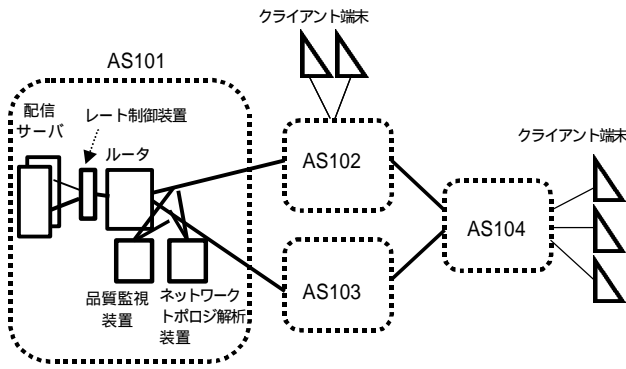 クライアント端末
AS101
配信
サーバ
レート制御装置
ルータ
AS102
クライアント端末
AS104
AS103
品質監視
装置
ネットワーク
トポロジ解析
装置